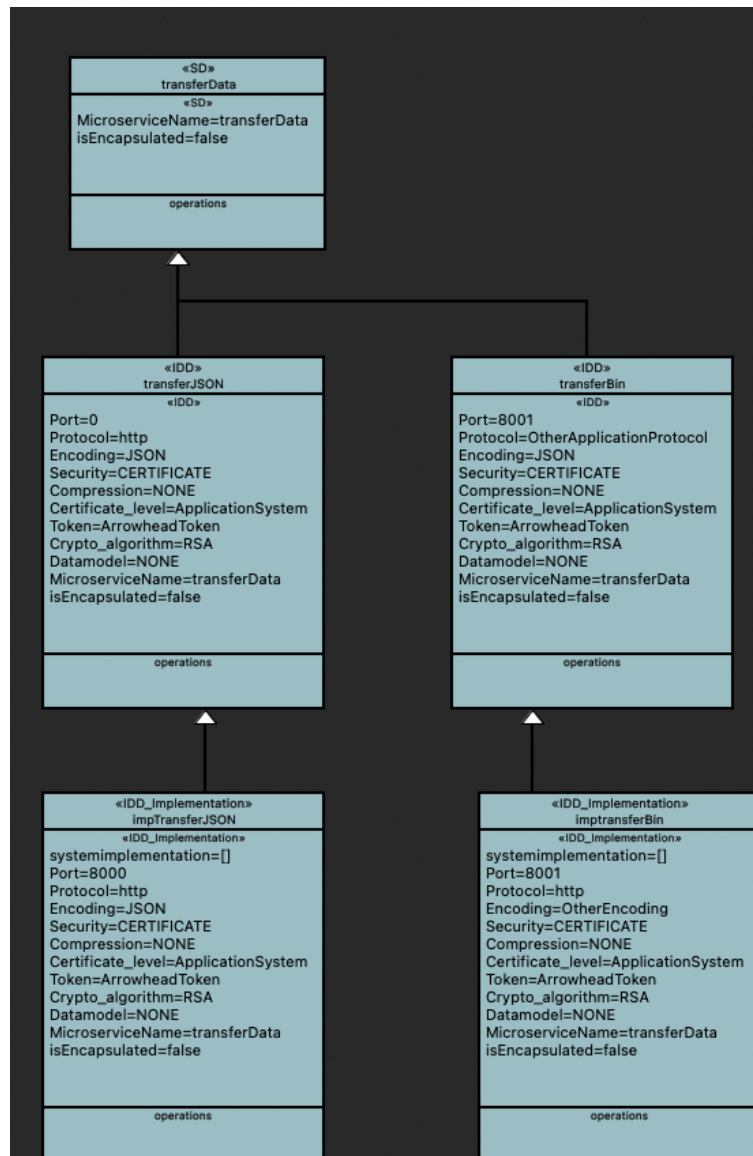 «SD»
transferData
«SD»
MicroserviceName=transferData
isEncapsulated=false
operations
«IDD»
transferJSON
«IDD»
Port=0
Protocol=http
Encoding=JSON
Security=CERTIFICATE
Compression=NONE
Certificate_level=ApplicationSystem
Token=ArrowheadToken
Crypto_algorithm=RSA
Datamodel=NONE
MicroserviceName=transferData
isEncapsulated=false
operations
«IDD»
transferBin
«IDD»
Port=8001
Protocol=OtherApplicationProtocol
Encoding=JSON
Security=CERTIFICATE
Compression=NONE
Certificate_level=ApplicationSystem
Token=ArrowheadToken
Crypto_algorithm=RSA
Datamodel=NONE
MicroserviceName=transferData
isEncapsulated=false
operations
«IDD_Implementation»
impTransferJSON
«IDD_Implementation»
systemimplementation=[]
Port=8000
Protocol=http
Encoding=JSON
Security=CERTIFICATE
Compression=NONE
Certificate_level=ApplicationSystem
Token=ArrowheadToken
Crypto_algorithm=RSA
Datamodel=NONE
MicroserviceName=transferData
isEncapsulated=false
operations
«IDD_Implementation»
imptransferBin
«IDD_Implementation»
systemimplementation=[]
Port=8001
Protocol=http
Encoding=OtherEncoding
Security=CERTIFICATE
Compression=NONE
Certificate_level=ApplicationSystem
Token=ArrowheadToken
Crypto_algorithm=RSA
Datamodel=NONE
MicroserviceName=transferData
isEncapsulated=false
operations